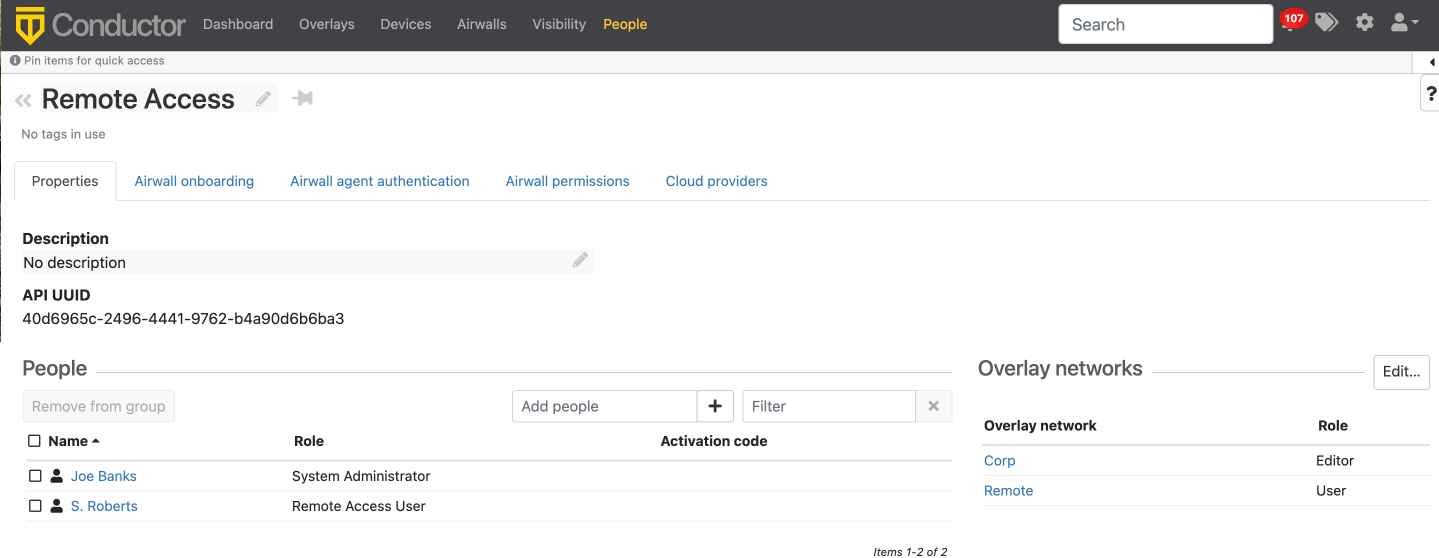 Conductor Dashboard Overlays Devices Airwalls Visibility People Search 107
Pin items for quick access
Remote Access
No tags in use
Properties Airwall onboarding Airwall agent authentication Airwall permissions Cloud providers
Description
No description
API UUID
40d6965c-2496-4441-9762-b4a90d6b6ba3
People
Remove from group Add people + Filter ×
Name Role Activation code
Joe Banks System Administrator
S. Roberts Remote Access User
Items 1-2 of 2
Overlay networks Edit...
Overlay network Role
Corp Editor
Remote User
?